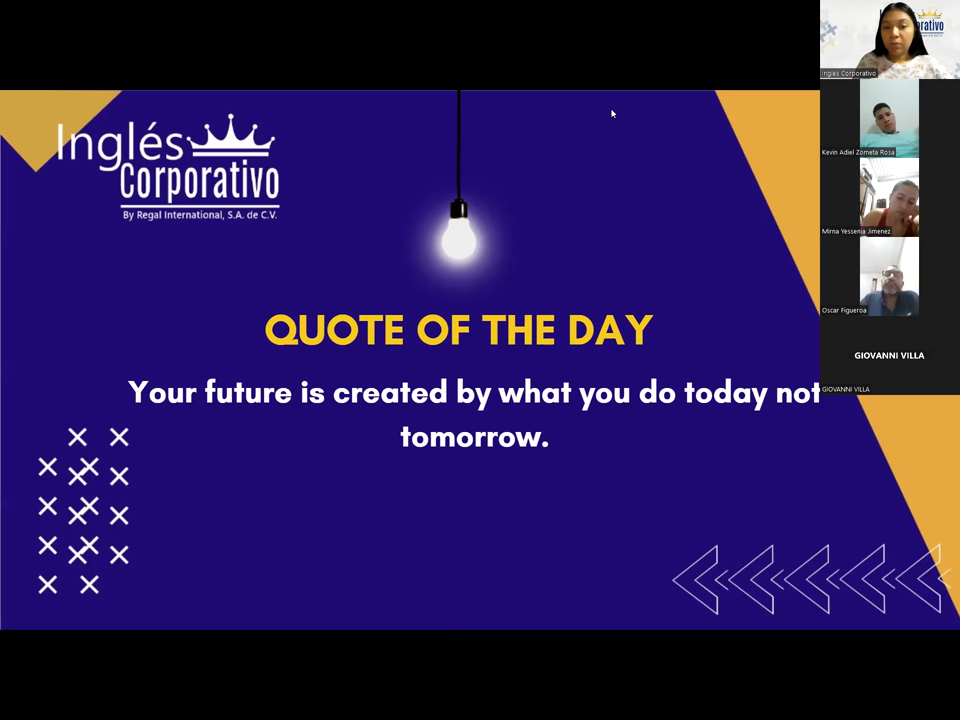 Inglés
Corporativo
By Regal International, S.A. de C.V.
QUOTE OF THE DAY
Your future is created by what you do today not
tomorrow.
Ingles Corporativo
Kevin Adiel Zometa Rosa
Mirna Yessenia Jimenez
Oscar Figueroa
GIOVANNI VILLA
GIOVANNI VILLA